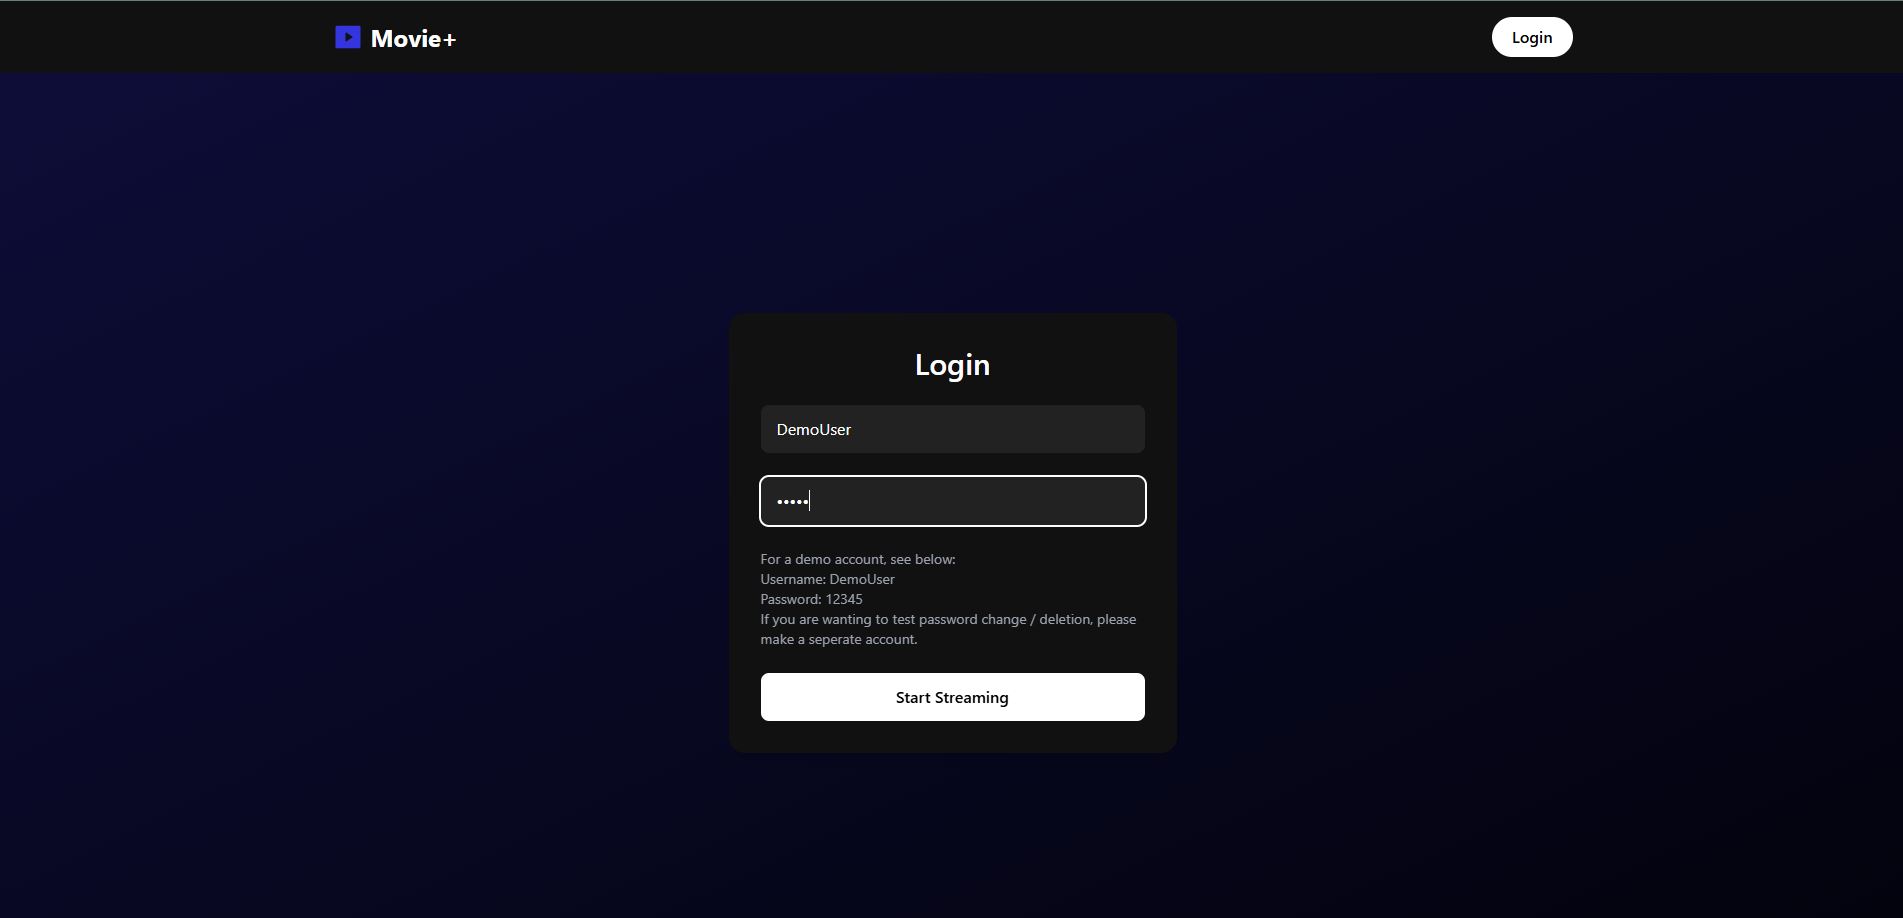 Movie+
Login
Login
DemoUser
•••••
For a demo account, see below:
Username: DemoUser
Password: 12345
If you are wanting to test password change / deletion, please
make a seperate account.
Start Streaming